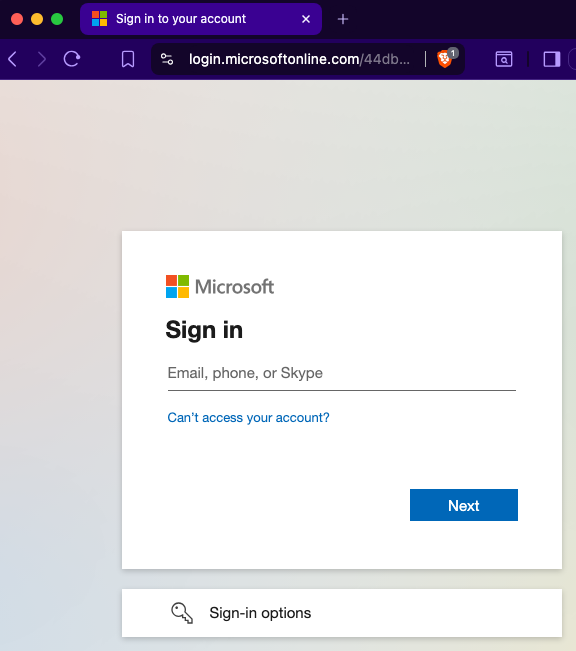 Sign in to your account
login.microsoftonline.com/44db...
1
Microsoft
Sign in
Email, phone, or Skype
Can't access your account?
Next
Sign-in options